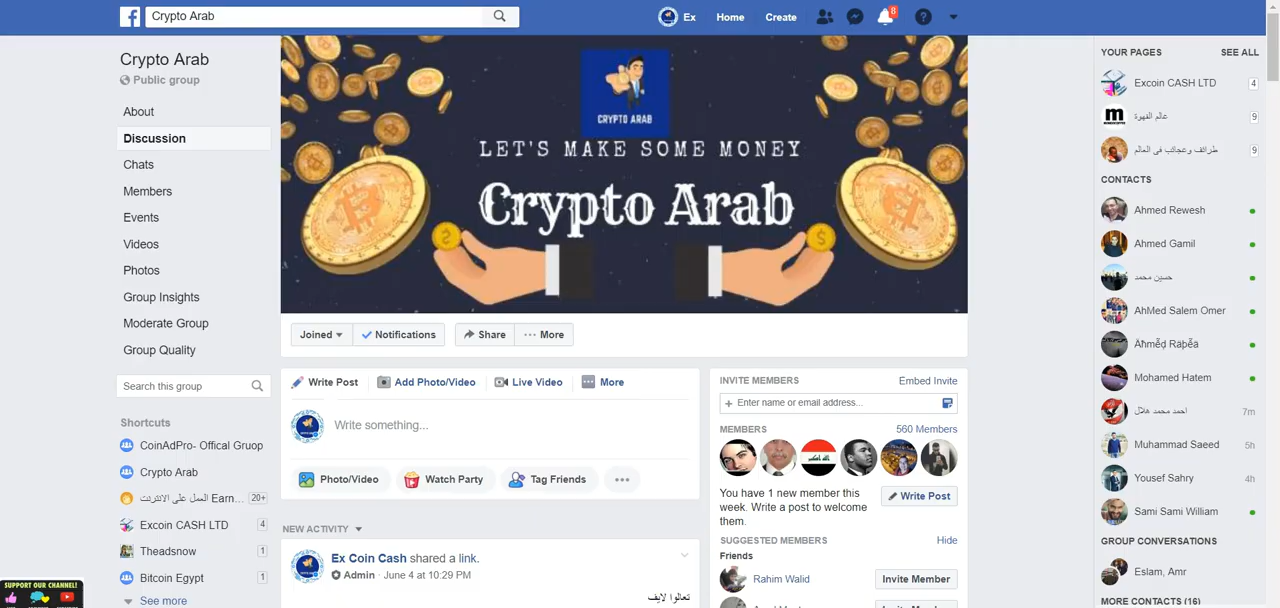 Crypto Arab
Ex
Home
Create
8
Crypto Arab
Public group
About
Discussion
Chats
Members
Events
Videos
Photos
Group Insights
Moderate Group
Group Quality
Search this group
Shortcuts
CoinAdPro- Offical Gruop
Crypto Arab
العمل على الانترنت Earn... 20+
Excoin CASH LTD 4
Theadsnow 1
Bitcoin Egypt 1
See more
SUPPORT OUR CHANNEL!
CRYPTO ARAB
LET'S MAKE SOME MONEY
Crypto Arab
Joined
Notifications
Share
More
Write Post
Add Photo/Video
Live Video
More
Write something...
Photo/Video
Watch Party
Tag Friends
NEW ACTIVITY
Ex Coin Cash shared a link.
Admin · June 4 at 10:29 PM
تعالوا لايف
INVITE MEMBERS
Embed Invite
+ Enter name or email address...
MEMBERS
560 Members
You have 1 new member this
week. Write a post to welcome
them.
Write Post
SUGGESTED MEMBERS
Hide
Friends
Rahim Walid
Invite Member
YOUR PAGES
SEE ALL
Excoin CASH LTD 4
عالم القهوة 9
طرائف وعجائب فى العالم 9
CONTACTS
Ahmed Rewesh
Ahmed Gamil
حسين محمد
AhMed Salem Omer
Mohamed Hatem
احمد محمد هلال 7m
Muhammad Saeed 5h
Yousef Sahry 4h
Sami Sami William
GROUP CONVERSATIONS
Eslam, Amr
MORE CONTACTS (16)